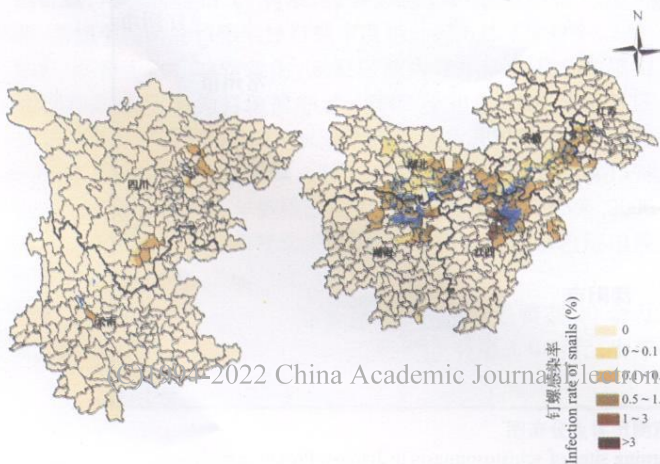 N
江苏
安徽
四川
湖北
湖南
江西
云南
钉螺感染率
Infection rate of snails (%)
0
0~0.1
0.5~1.
1~3
>3
2022 China Academic Journal Electron